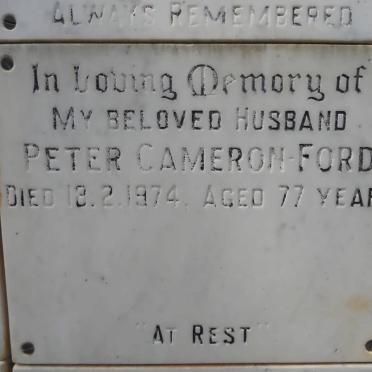 ALWAYS REMEMBERED
In Loving Memory of
MY BELOVED HUSBAND
PETER CAMERON-FORD
DIED 13.2.1974, AGED 77 YEAR
"AT REST"